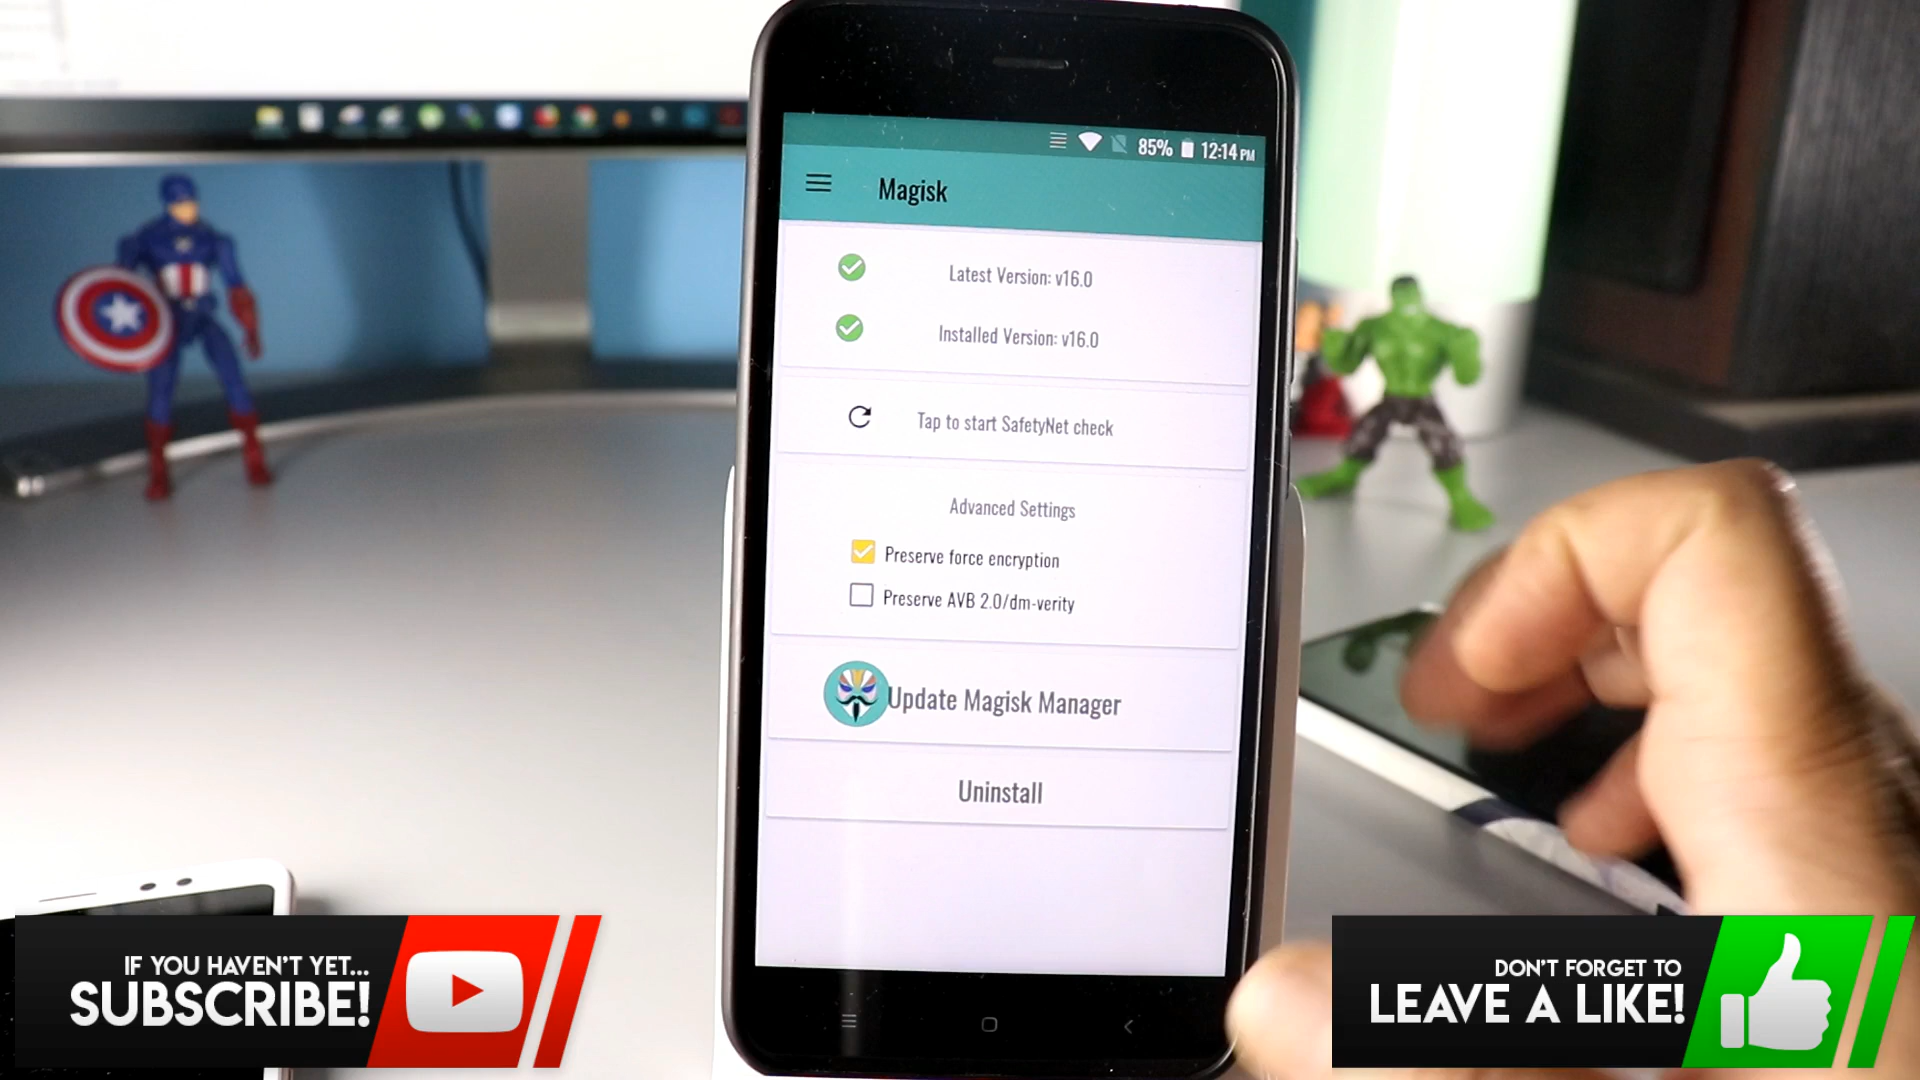 85% 12:14 PM
Magisk
Latest Version: v16.0
Installed Version: v16.0
Tap to start SafetyNet check
Advanced Settings
Preserve force encryption
Preserve AVB 2.0/dm-verity
Update Magisk Manager
Uninstall
IF YOU HAVEN'T YET...
SUBSCRIBE!
DON'T FORGET TO
LEAVE A LIKE!